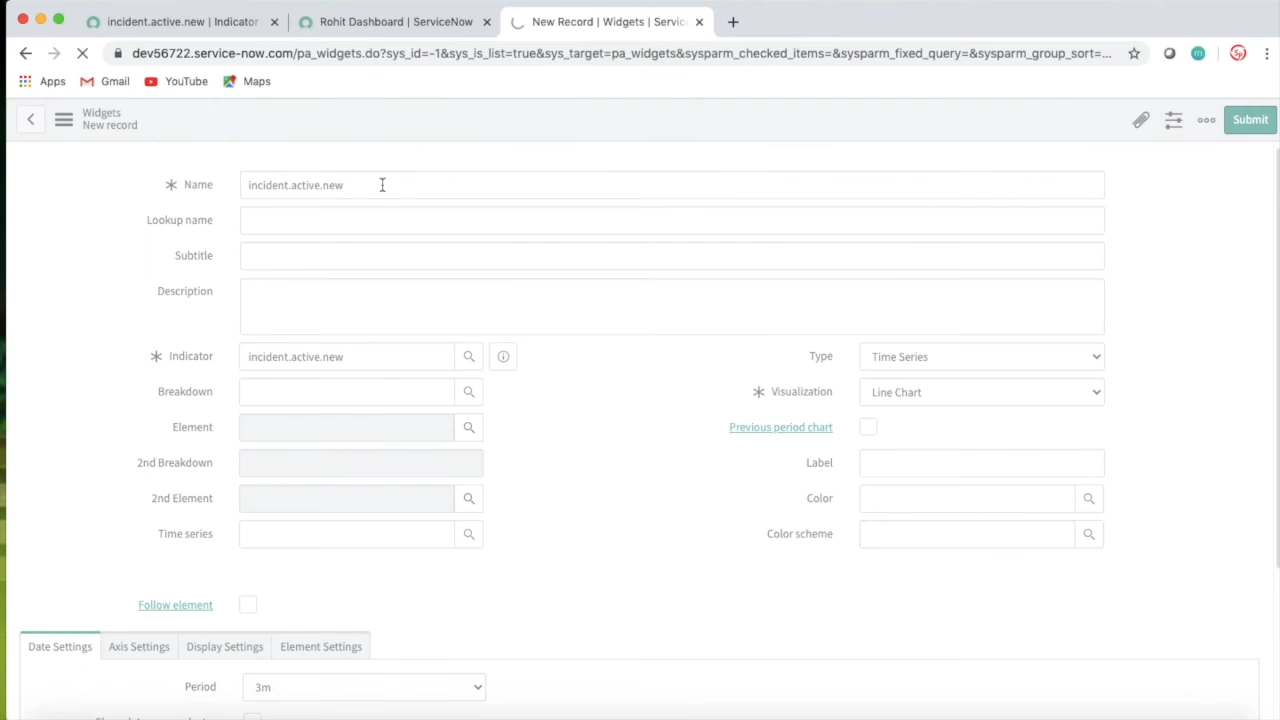 incident.active.new | Indicator
Rohit Dashboard | ServiceNow
New Record | Widgets | Servic
dev56722.service-now.com/pa_widgets.do?sys_id=-1&sys_is_list=true&sys_target=pa_widgets&sysparm_checked_items=&sysparm_fixed_query=&sysparm_group_sort=...
Apps Gmail YouTube Maps
Widgets
New record
Submit
Name incident.active.new
Lookup name
Subtitle
Description
Indicator incident.active.new Type Time Series
Breakdown Visualization Line Chart
Element Previous period chart
2nd Breakdown Label
2nd Element Color
Time series Color scheme
Follow element
Date Settings Axis Settings Display Settings Element Settings
Period 3m